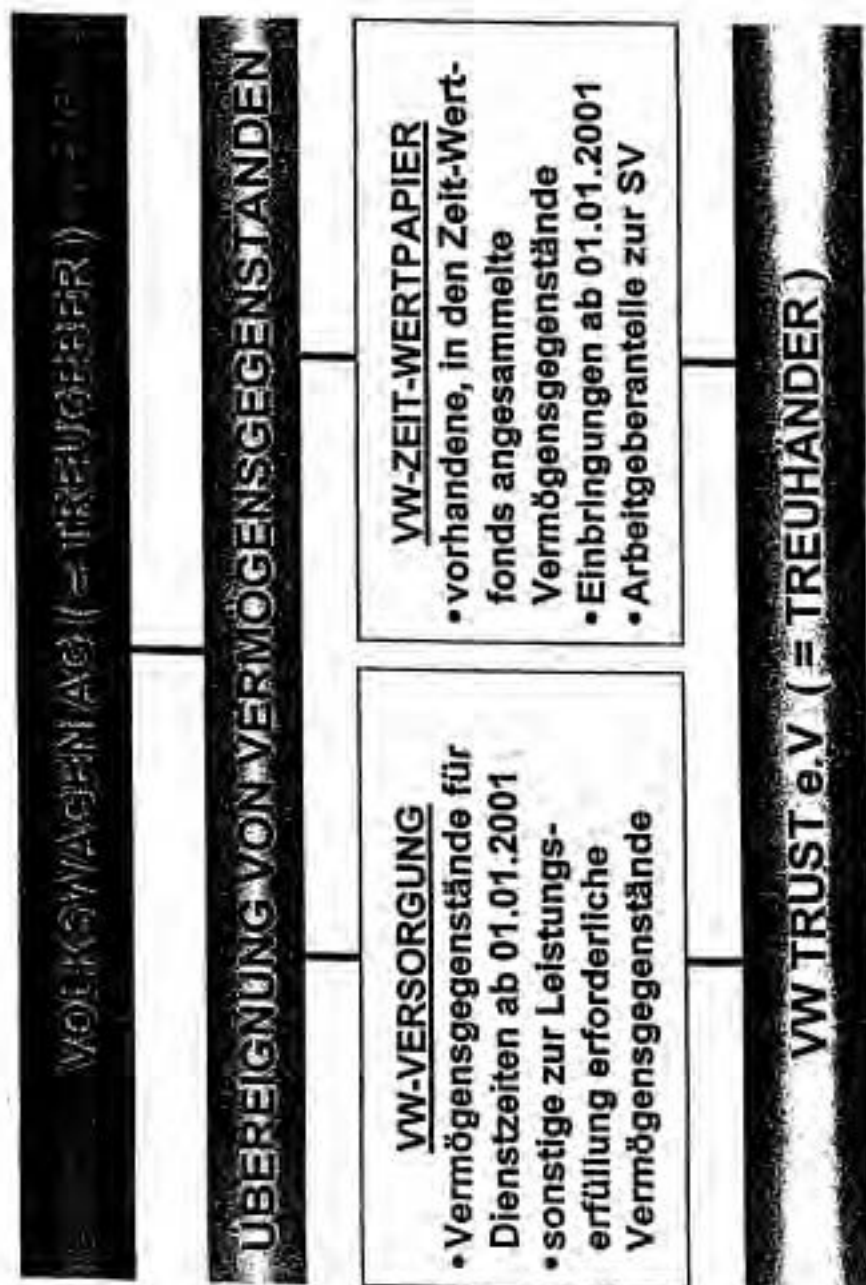 VOLKSWAGEN AG ( = TREUGEBER )
ÜBEREIGNUNG VON VERMÖGENSGEGENSTÄNDEN
VW-VERSORGUNG
•Vermögensgegenstände für
Dienstzeiten ab 01.01.2001
•sonstige zur Leistungs-
erfüllung erforderliche
Vermögensgegenstände
VW-ZEIT-WERTPAPIER
•vorhandene, in den Zeit-Wert-
fonds angesammelte
Vermögensgegenstände
•Einbringungen ab 01.01.2001
•Arbeitgeberanteile zur SV
VW TRUST e.V ( = TREUHÄNDER )